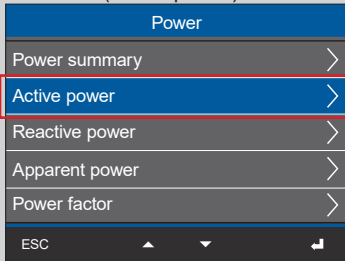 Power
Power summary
Active power
Reactive power
Apparent power
Power factor
ESC